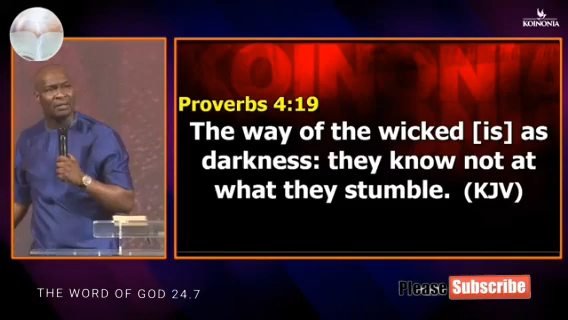 KOINONIA
KOINONIA
Proverbs 4:19
The way of the wicked [is] as
darkness: they know not at
what they stumble. (KJV)
THE WORD OF GOD 24.7
Please Subscribe